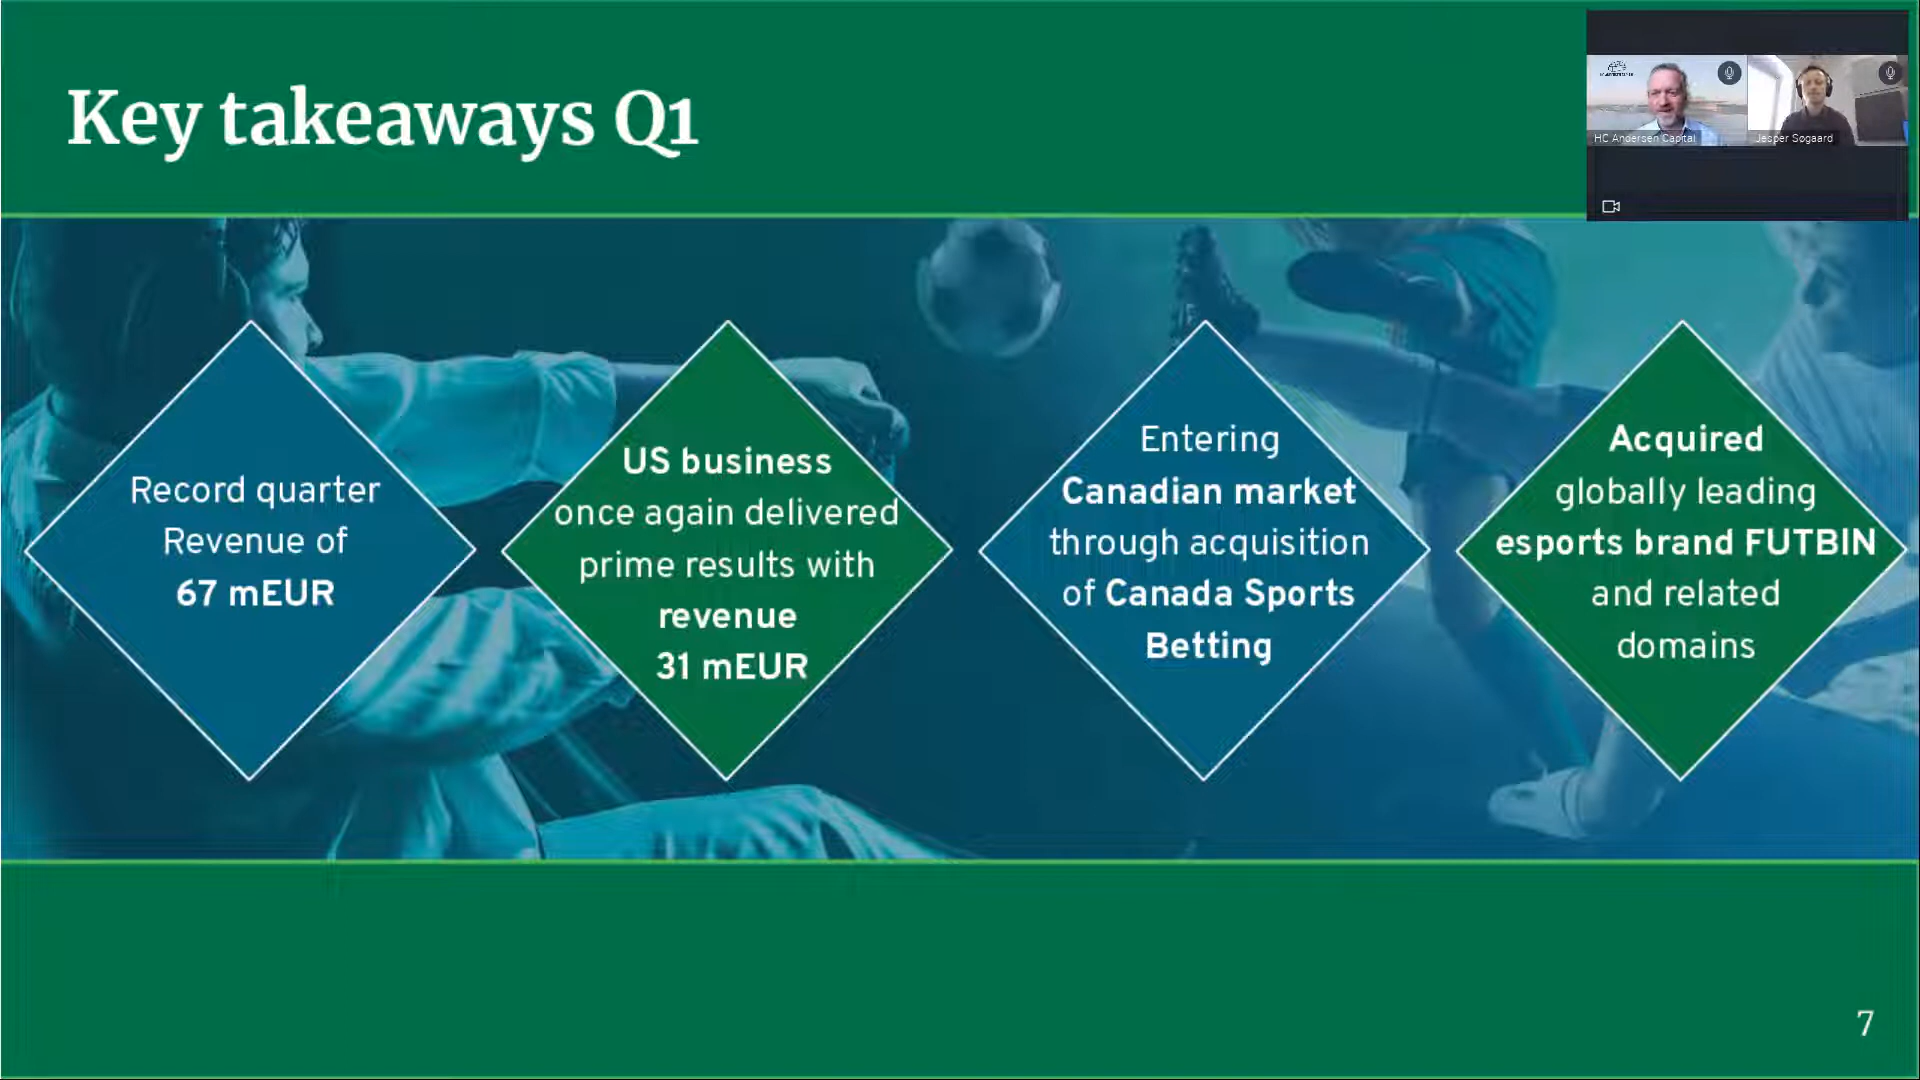 Key takeaways Q1
HC Andersen Capital
Jesper Søgaard
Record quarter
Revenue of
67 mEUR
US business
once again delivered
prime results with
revenue
31 mEUR
Entering
Canadian market
through acquisition
of Canada Sports
Betting
Acquired
globally leading
esports brand FUTBIN
and related
domains
7